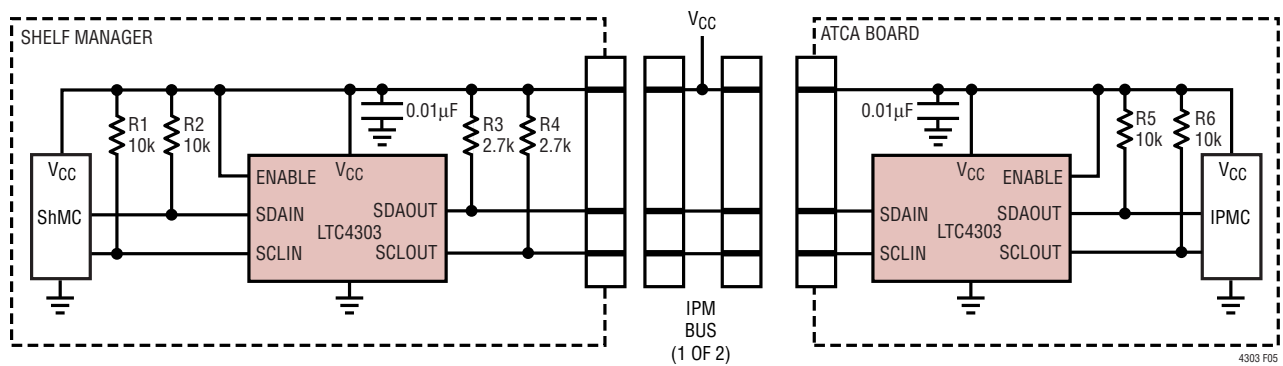 SHELF MANAGER
R1
10k
R2
10k
0.01µF
R3
2.7k
R4
2.7k
VCC
ShMC
ENABLE
VCC
SDAIN
SDAOUT
LTC4303
SCLIN
SCLOUT
VCC
IPM
BUS
(1 OF 2)
ATCA BOARD
0.01µF
R5
10k
R6
10k
VCC
ENABLE
SDAIN
SDAOUT
LTC4303
SCLIN
SCLOUT
VCC
IPMC
4303 F05